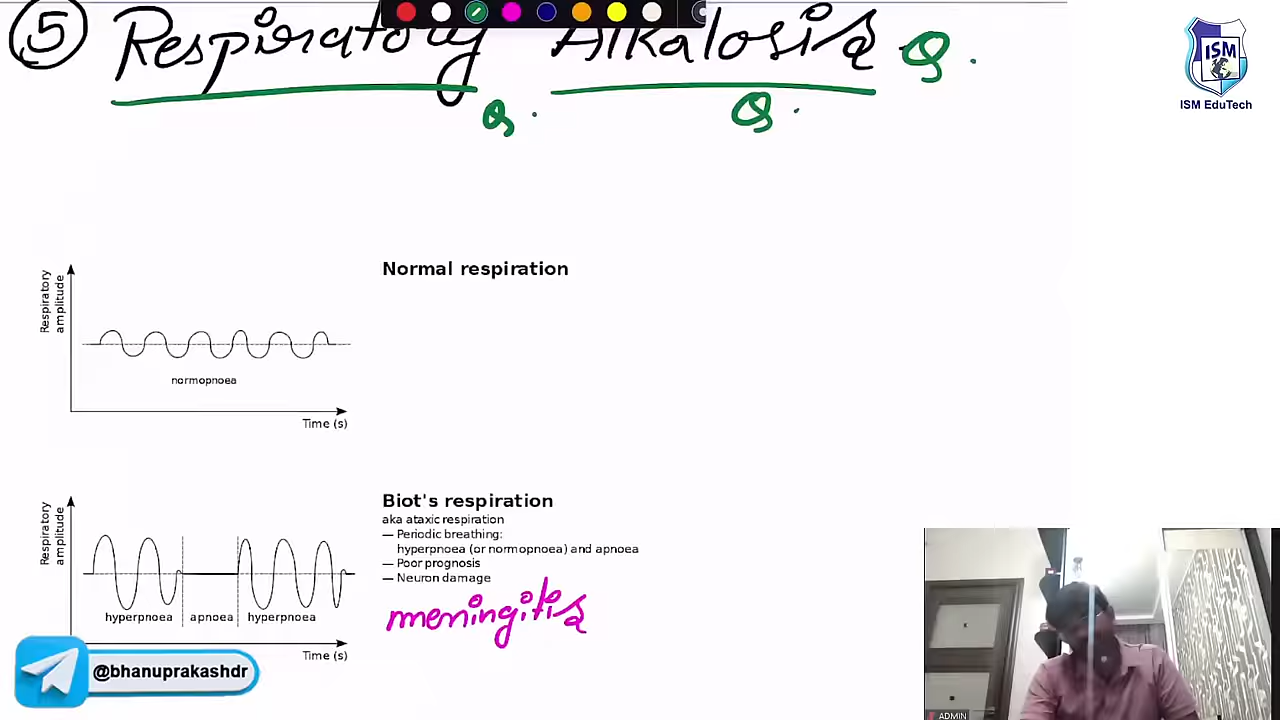 5 Respiratory Alkalosis Q.
Q. Q.
ISM
ISM EduTech
Respiratory
amplitude
Normal respiration
normopnoea
Time (s)
Respiratory
amplitude
Biot's respiration
aka ataxic respiration
— Periodic breathing:
hyperpnoea (or normopnoea) and apnoea
— Poor prognosis
— Neuron damage
meningitis
hyperpnoea apnoea hyperpnoea
Time (s)
@bhanuprakashdr
ADMIN